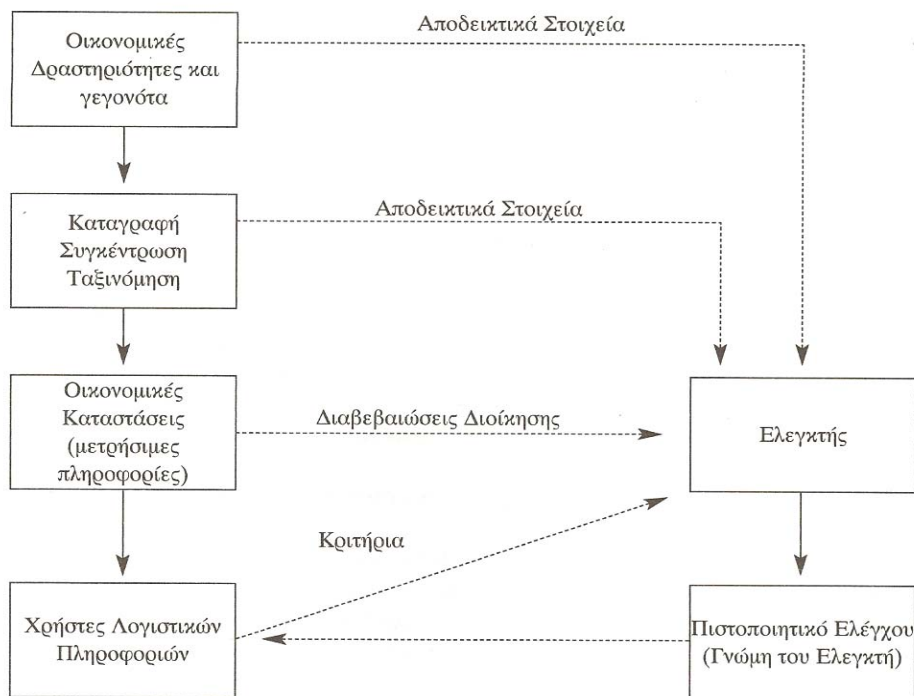 Αποδεικτικά Στοιχεία
Οικονομικές
Δραστηριότητες και
γεγονότα
Αποδεικτικά Στοιχεία
Καταγραφή
Συγκέντρωση
Ταξινόμηση
Οικονομικές
Καταστάσεις
(μετρήσιμες
πληροφορίες)
Διαβεβαιώσεις Διοίκησης
Ελεγκτής
Κριτήρια
Χρήστες Λογιστικών
Πληροφοριών
Πιστοποιητικό Ελέγχου
(Γνώμη του Ελεγκτή)